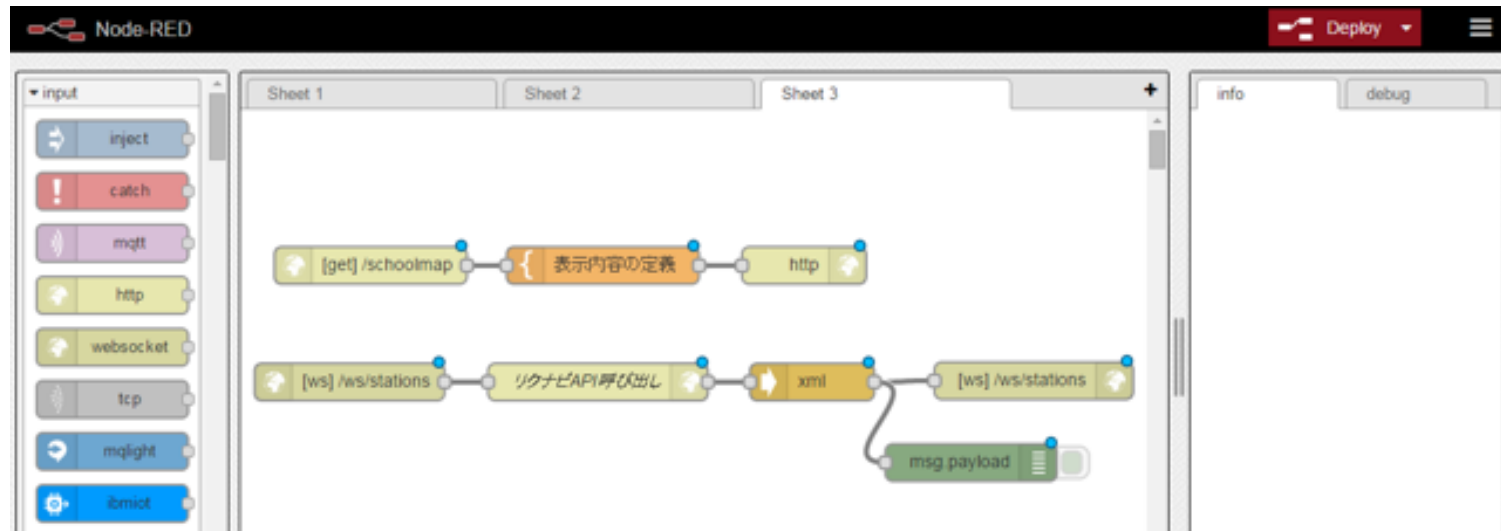 Node-RED
Deploy
input
Sheet 1
Sheet 2
Sheet 3
+
info
debug
inject
catch
mqtt
http
websocket
tcp
mqlight
ibmiot
[get] /schoolmap
表示内容の定義
http
[ws] /ws/stations
リクナビAPI呼び出し
xml
[ws] /ws/stations
msg.payload